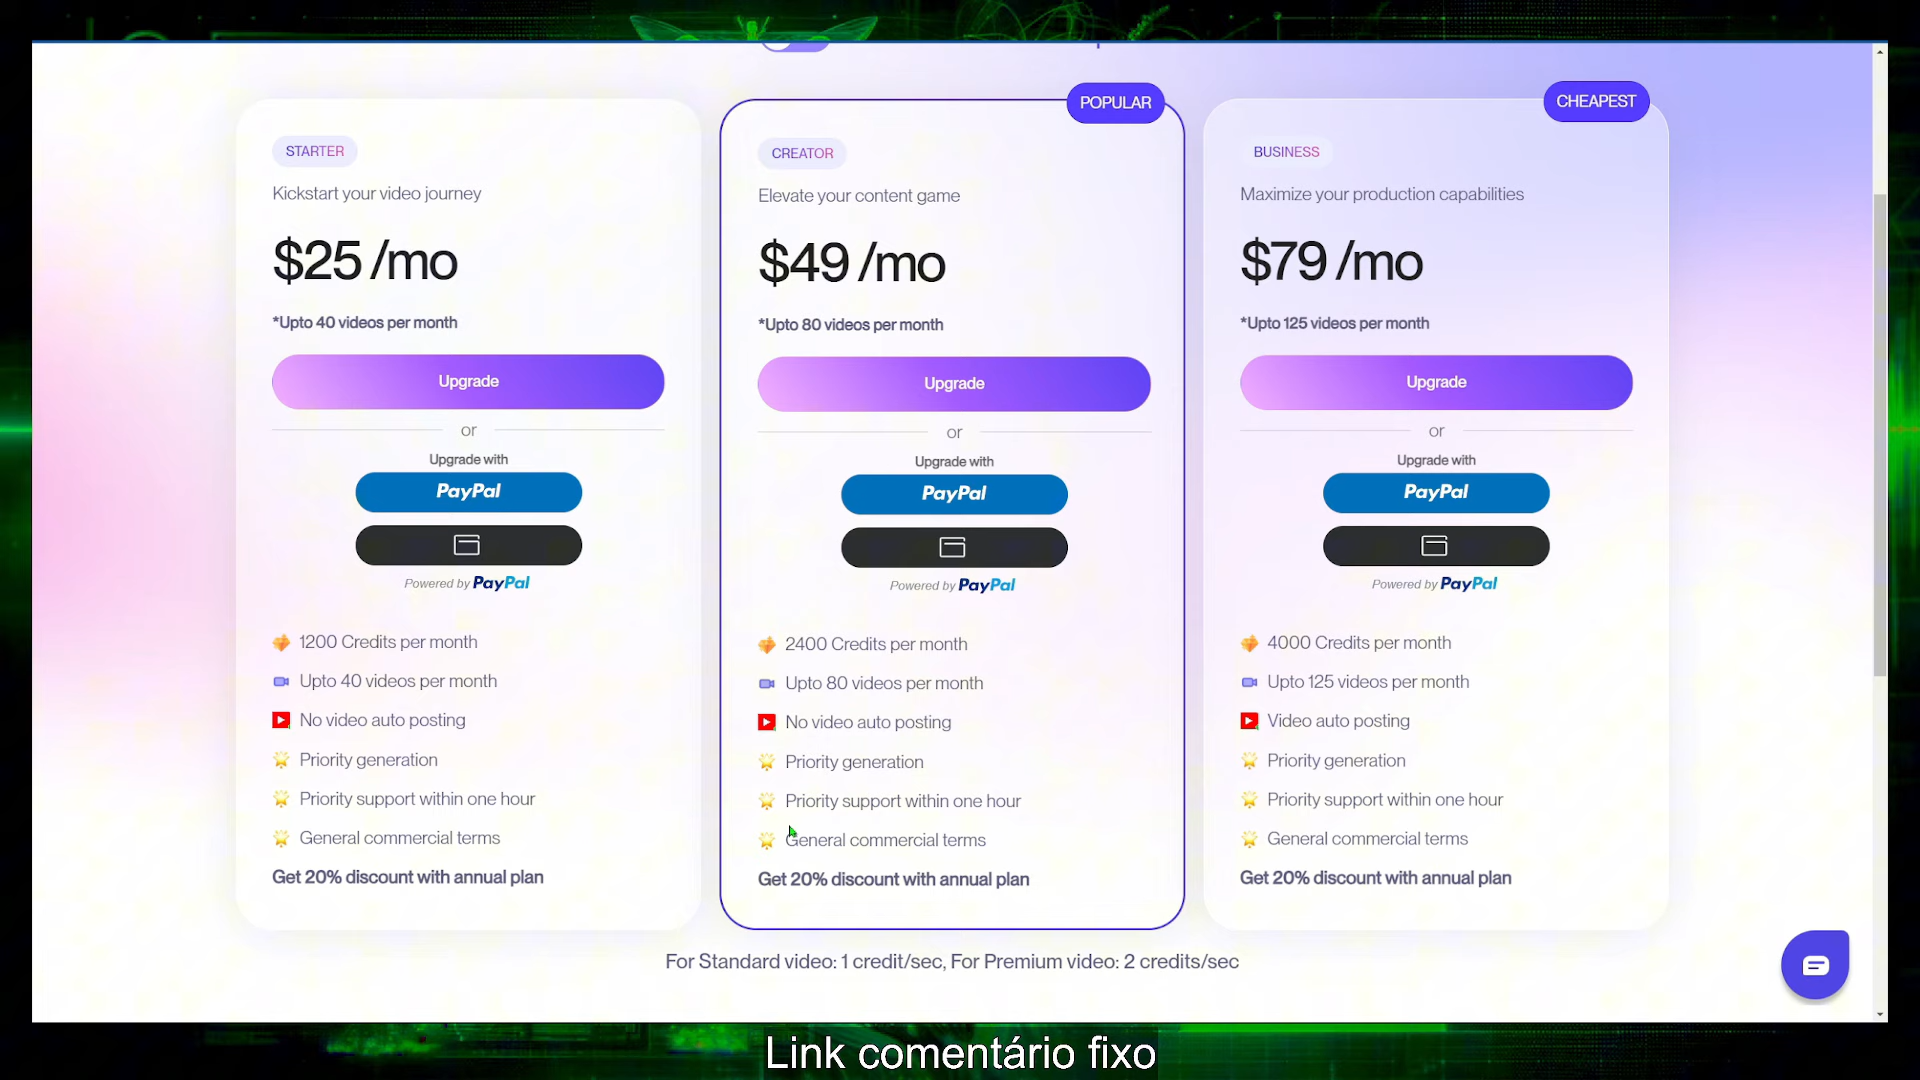 POPULAR
CHEAPEST
STARTER
Kickstart your video journey
$25 /mo
*Upto 40 videos per month
Upgrade
or
Upgrade with
PayPal
Powered by PayPal
1200 Credits per month
Upto 40 videos per month
No video auto posting
Priority generation
Priority support within one hour
General commercial terms
Get 20% discount with annual plan
CREATOR
Elevate your content game
$49 /mo
*Upto 80 videos per month
Upgrade
or
Upgrade with
PayPal
Powered by PayPal
2400 Credits per month
Upto 80 videos per month
No video auto posting
Priority generation
Priority support within one hour
General commercial terms
Get 20% discount with annual plan
BUSINESS
Maximize your production capabilities
$79 /mo
*Upto 125 videos per month
Upgrade
or
Upgrade with
PayPal
Powered by PayPal
4000 Credits per month
Upto 125 videos per month
Video auto posting
Priority generation
Priority support within one hour
General commercial terms
Get 20% discount with annual plan
For Standard video: 1 credit/sec, For Premium video: 2 credits/sec
Link comentário fixo